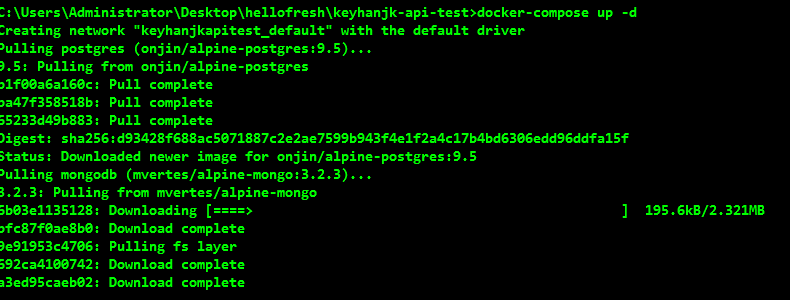 C:\Users\Administrator\Desktop\hellofresh\keyhanjk-api-test>docker-compose up -d
Creating network "keyhanjkapitest_default" with the default driver
Pulling postgres (onjin/alpine-postgres:9.5)...
9.5: Pulling from onjin/alpine-postgres
b1f00a6a160c: Pull complete
ba47f358518b: Pull complete
65233d49b883: Pull complete
Digest: sha256:d93428f688ac5071887c2e2ae7599b943f4e1f2a4c17b4bd6306edd96ddfa15f
Status: Downloaded newer image for onjin/alpine-postgres:9.5
Pulling mongodb (mvertes/alpine-mongo:3.2.3)...
3.2.3: Pulling from mvertes/alpine-mongo
6b03e1135128: Downloading [====> ] 195.6kB/2.321MB
bfc87f0ae8b0: Download complete
9e91953c4706: Pulling fs layer
692ca4100742: Download complete
a3ed95caeb02: Download complete